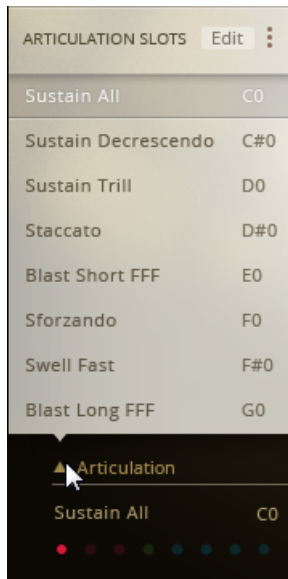 ARTICULATION SLOTS Edit
Sustain All C0
Sustain Decrescendo C#0
Sustain Trill D0
Staccato D#0
Blast Short FFF E0
Sforzando F0
Swell Fast F#0
Blast Long FFF G0
Articulation
Sustain All C0